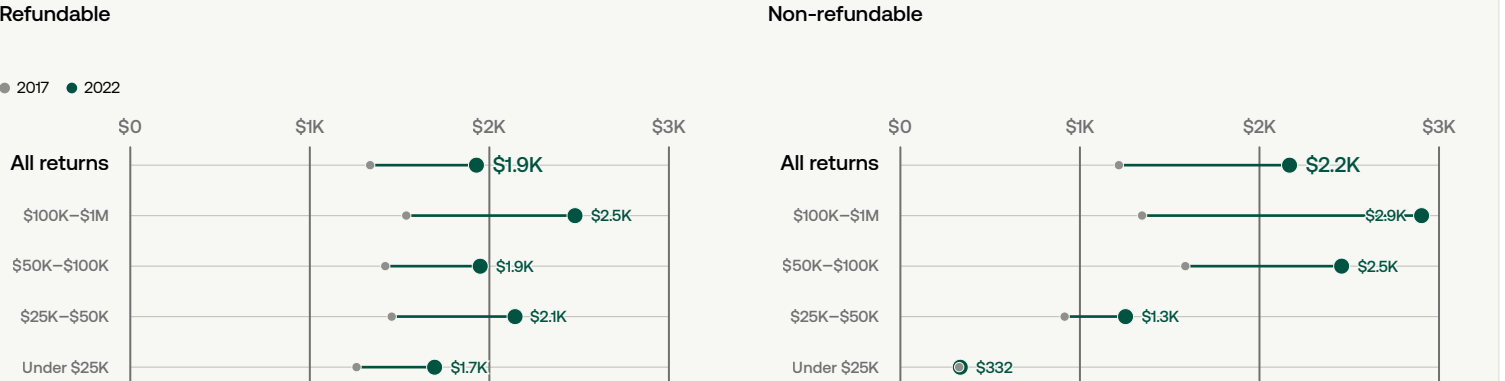 Refundable
2017 2022
$0 $1K $2K $3K
All returns $1.9K
$100K–$1M $2.5K
$50K–$100K $1.9K
$25K–$50K $2.1K
Under $25K $1.7K
Non-refundable
$0 $1K $2K $3K
All returns $2.2K
$100K–$1M $2.9K
$50K–$100K $2.5K
$25K–$50K $1.3K
Under $25K $332